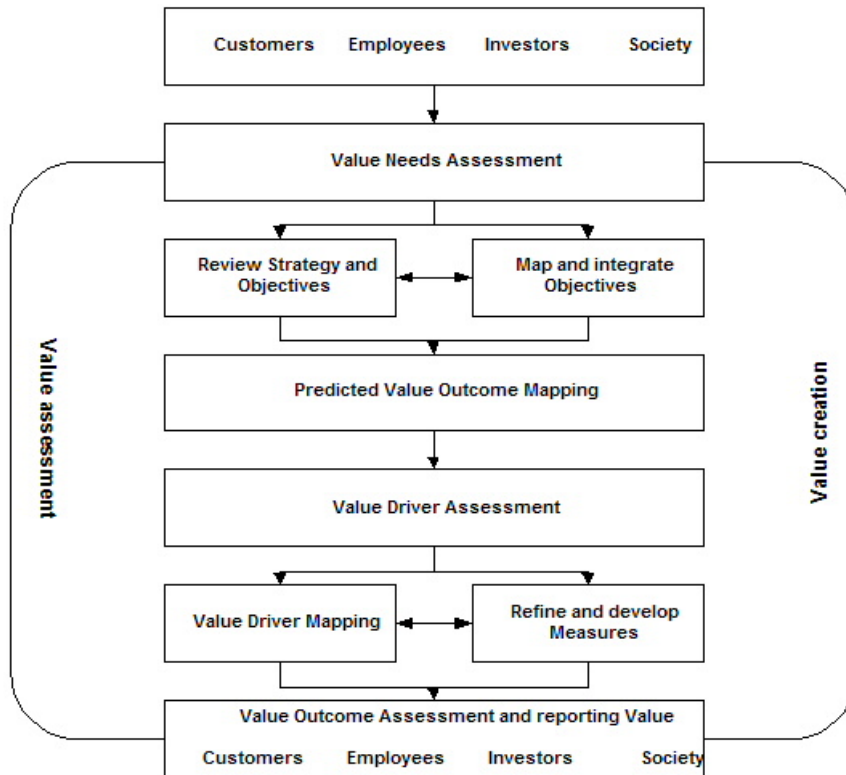 Customers Employees Investors Society
Value Needs Assessment
Review Strategy and
Objectives
Map and integrate
Objectives
Value assessment
Value creation
Predicted Value Outcome Mapping
Value Driver Assessment
Value Driver Mapping
Refine and develop
Measures
Value Outcome Assessment and reporting Value
Customers Employees Investors Society